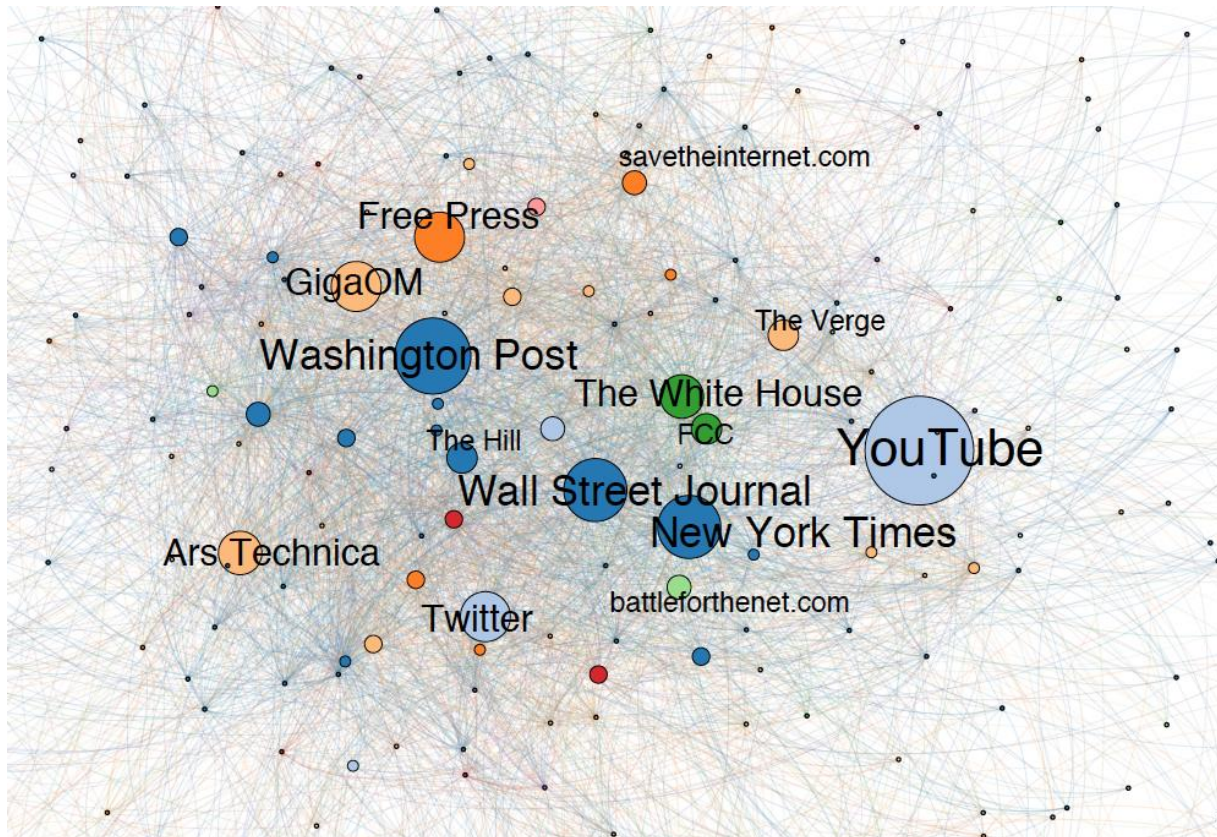 savetheinternet.com
Free Press
GigaOM
The Verge
Washington Post
The White House
FCC
The Hill
YouTube
Wall Street Journal
New York Times
Ars Technica
battleforthenet.com
Twitter